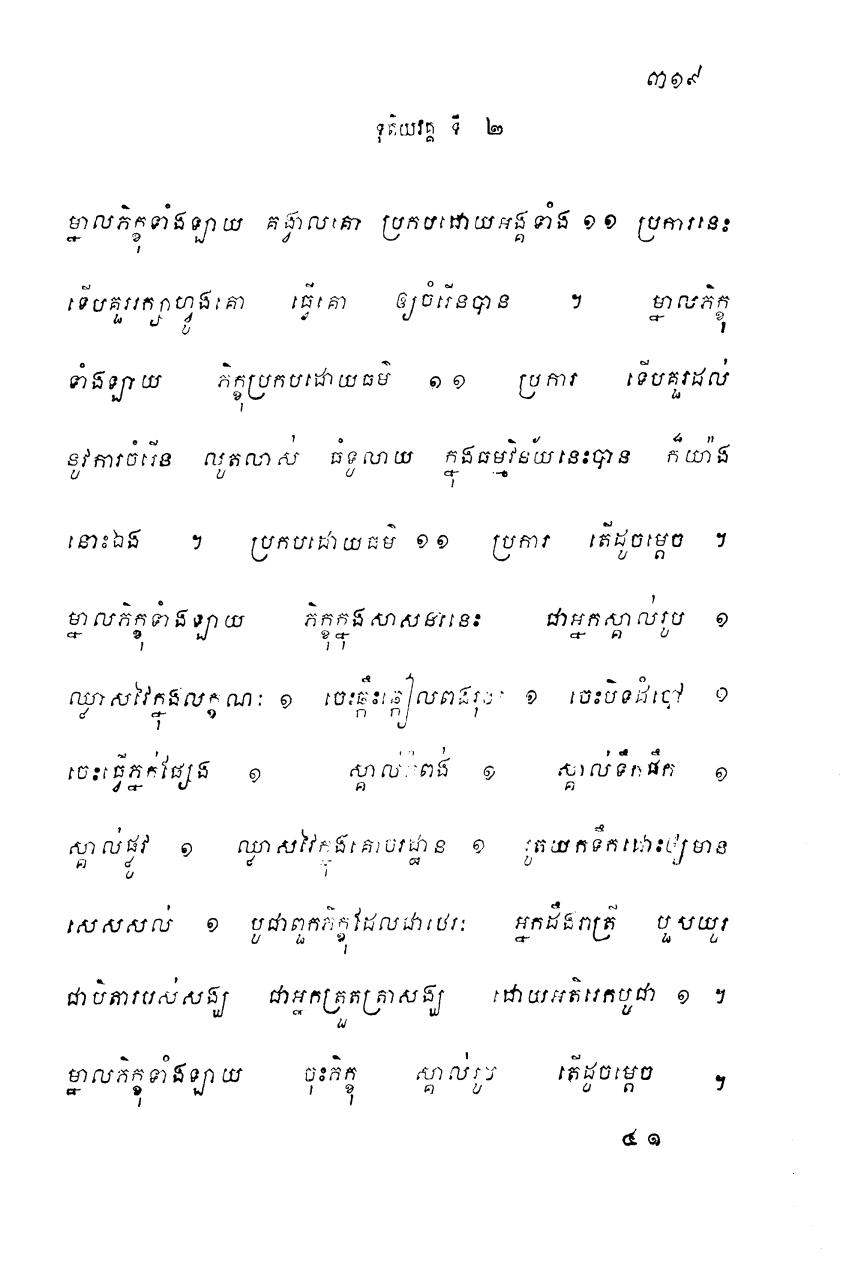 ៣១៩
ទុតិយវគ្គ ទី ២
ម្នាលភិក្ខុទាំងឡាយ គង្វាលគោ ប្រកបដោយអង្គទាំង ១១ ប្រការនេះ
ទើបគួររក្សាហ្វូងគោ ធ្វើគោ ឲ្យចំរើនបាន ។ ម្នាលភិក្ខុ
ទាំងឡាយ ភិក្ខុប្រកបដោយធម៌ ១១ ប្រការ ទើបគួរដល់
នូវការចំរើន លូតលាស់ ធំទូលាយ ក្នុងធម្មវិន័យនេះបាន ក៏យ៉ាង
នោះឯង ។ ប្រកបដោយធម៌ ១១ ប្រការ តើដូចម្តេច ។
ម្នាលភិក្ខុទាំងឡាយ ភិក្ខុក្នុងសាសនានេះ ជាអ្នកស្គាល់រូប ១
ឈ្លាសវៃក្នុងលក្ខណៈ ១ ចេះឆ្កឹះឆ្កៀលពងរុយ ១ ចេះបិទដំបៅ ១
ចេះធ្វើភ្នក់ផ្សែង ១ ស្គាល់កំពង់ ១ ស្គាល់ទឹកផឹក ១
ស្គាល់ផ្លូវ ១ ឈ្លាសវៃក្នុងគោចរដ្ឋាន ១ រូតយកទឹកដោះឲ្យមាន
សេសសល់ ១ បូជាពួកភិក្ខុដែលជាថេរៈ អ្នកដឹងរាត្រី បួសយូរ
ជាបិតារបស់សង្ឃ ជាអ្នកត្រួតត្រាសង្ឃ ដោយអតិរេកបូជា ១ ។
ម្នាលភិក្ខុទាំងឡាយ ចុះភិក្ខុ ស្គាល់រូប តើដូចម្តេច ។
៤១